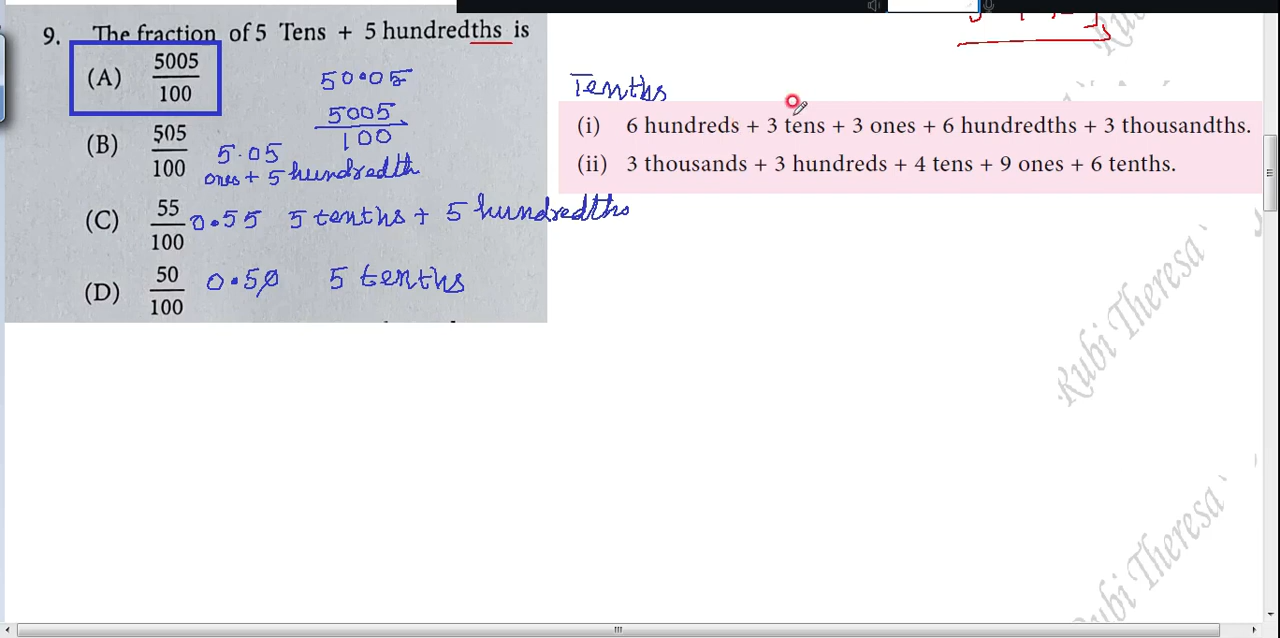 9. The fraction of 5 Tens + 5 hundredths is
(A) 5005
100
50.05
5005
100
(B) 505
100
5.05
ones + 5 hundredth
(C) 55
100
0.55 5 tenths + 5 hundredths
(D) 50
100
0.50 5 tenths
Tenths
(i) 6 hundreds + 3 tens + 3 ones + 6 hundredths + 3 thousandths.
(ii) 3 thousands + 3 hundreds + 4 tens + 9 ones + 6 tenths.
Rubi Theresa
Rubi Theresa